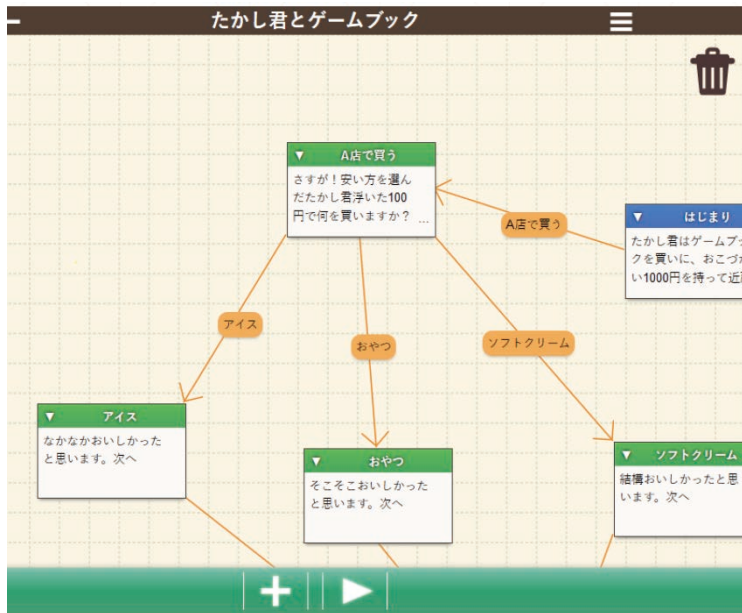 たかし君とゲームブック
▼ A店で買う
さすが！安い方を選ん
だたかし君浮いた100
円で何を買いますか？ ...
A店で買う
▼ はじまり
たかし君はゲームブッ
クを買いに、おこづか
い1000円を持って近所
アイス
おやつ
ソフトクリーム
▼ アイス
なかなかおいしかった
と思います。次へ
▼ おやつ
そこそこおいしかった
と思います。次へ
▼ ソフトクリーム
結構おいしかったと思
います。次へ